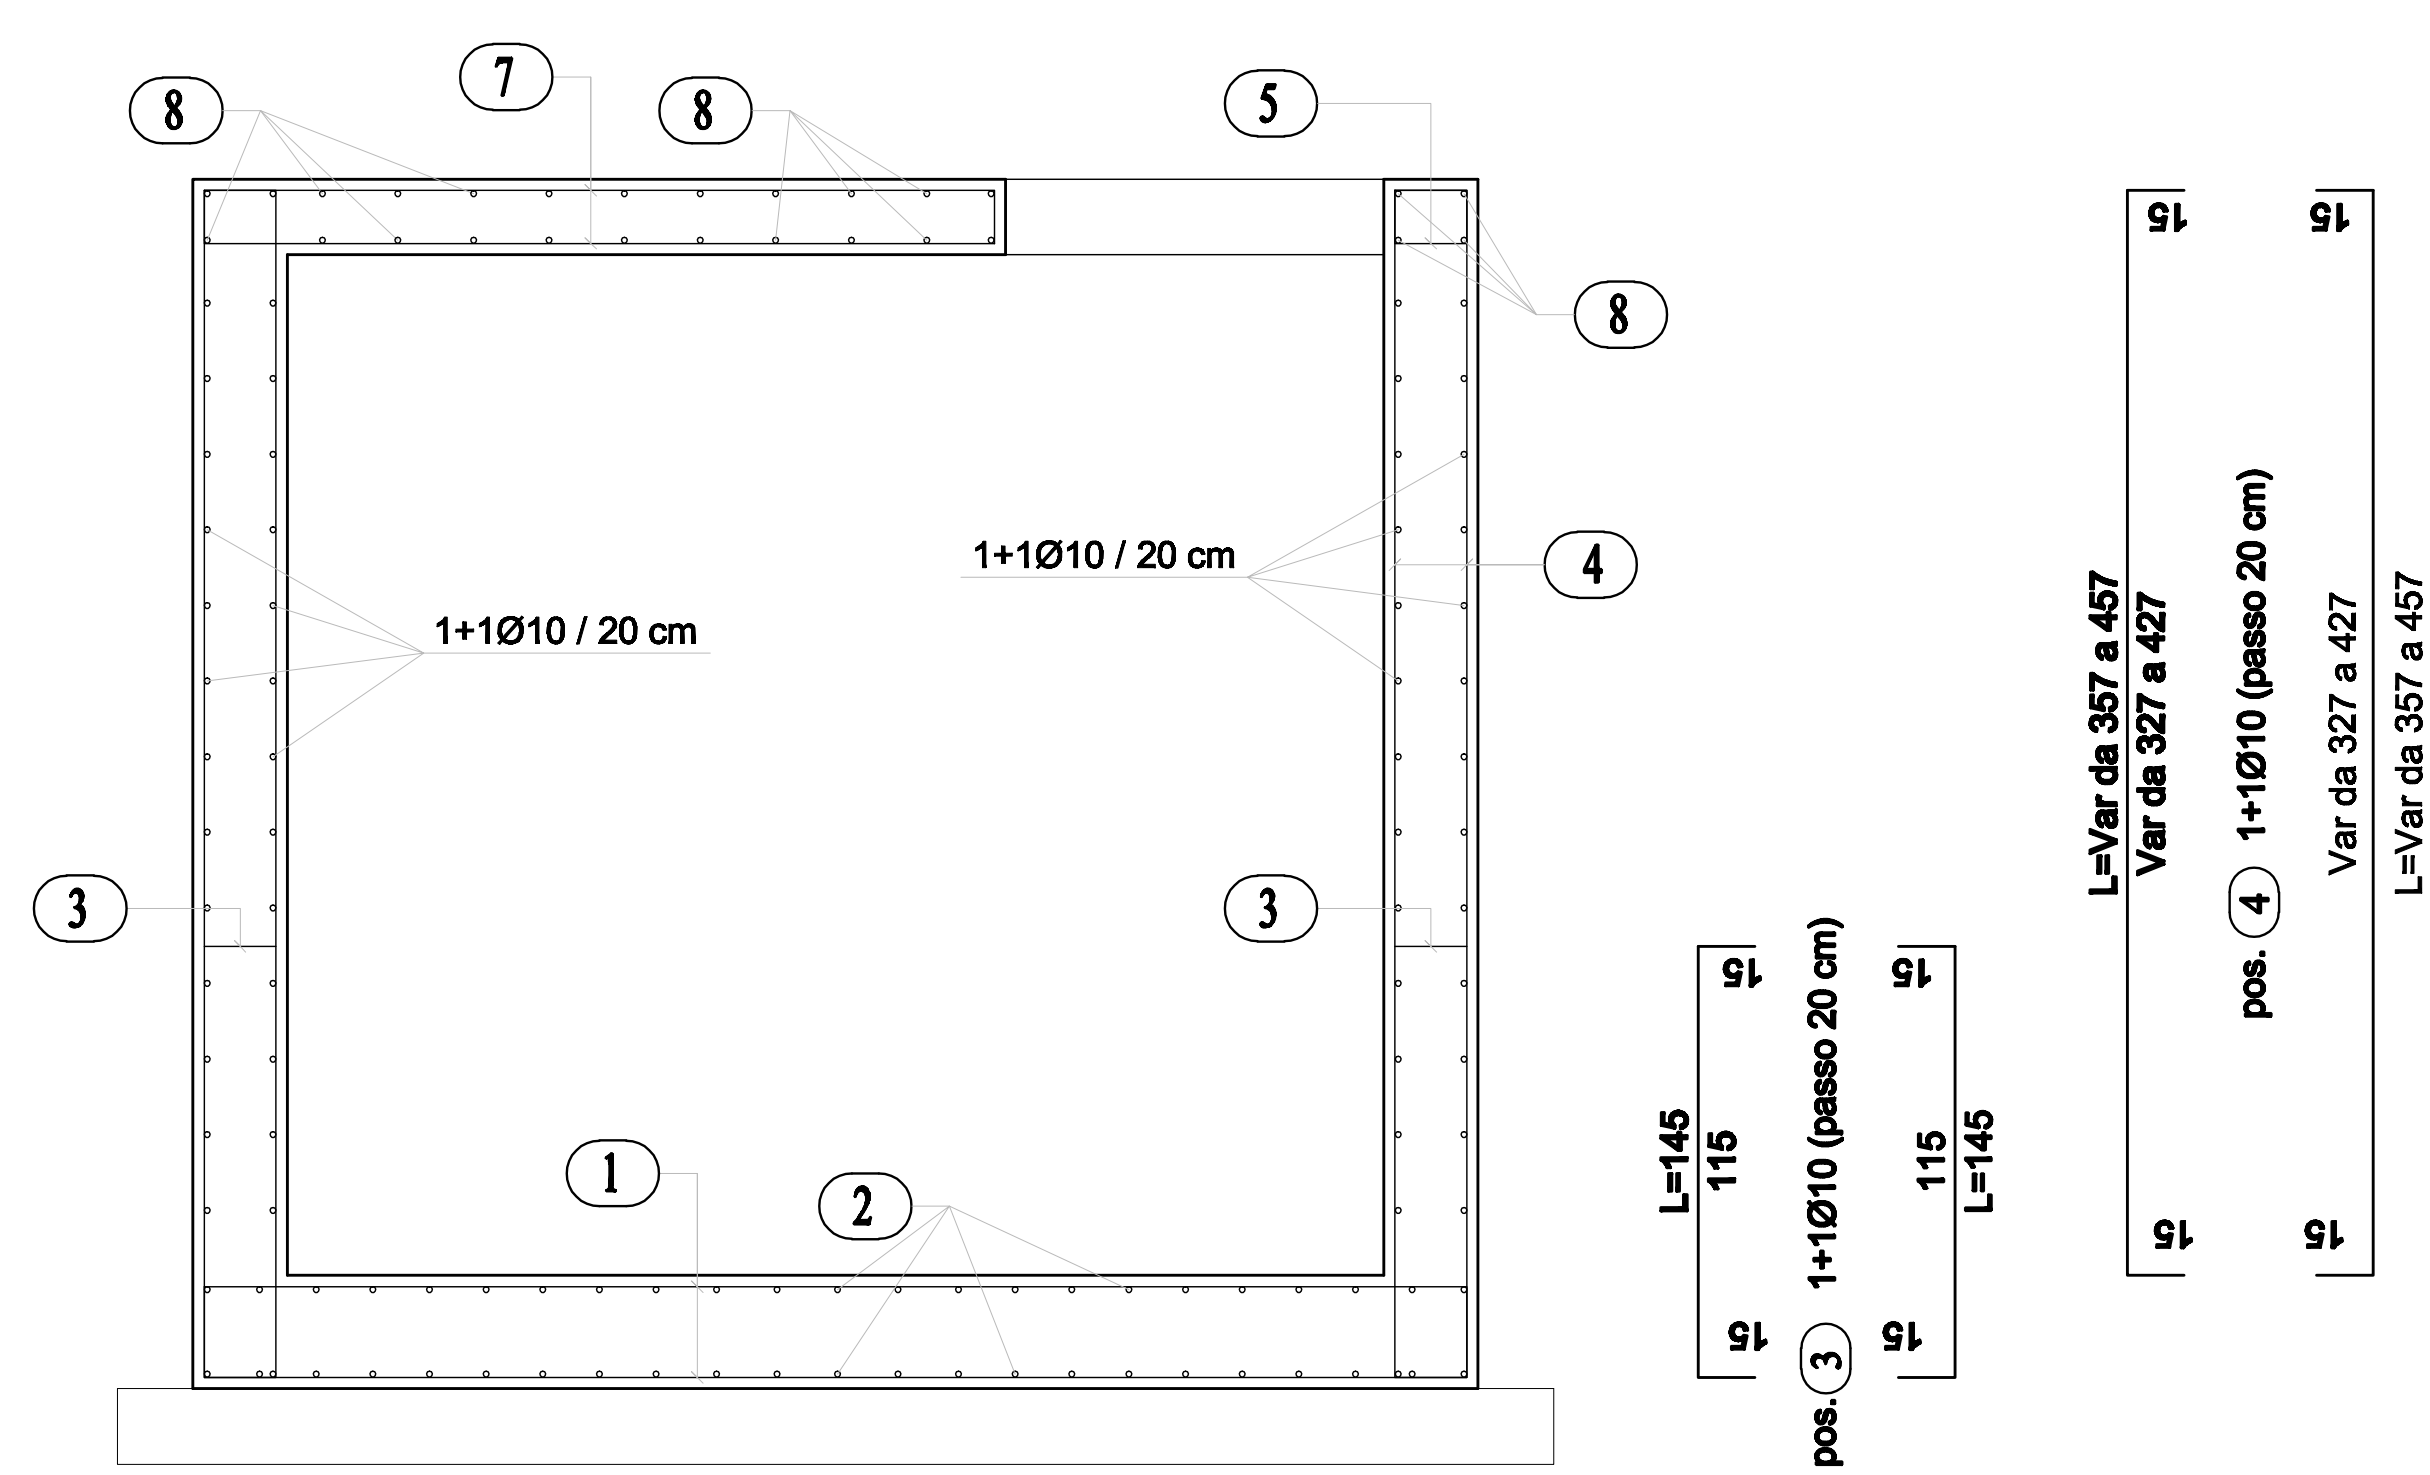 7
5
8
8
8
1+1Ø10 / 20 cm
4
1+1Ø10 / 20 cm
3
3
1
2
L=145
115
15
15
pos. 3 1+1Ø10 (passo 20 cm)
15
15
115
L=145
L=Var da 357 a 457
Var da 327 a 427
15
15
pos. 4 1+1Ø10 (passo 20 cm)
15
15
Var da 327 a 427
L=Var da 357 a 457